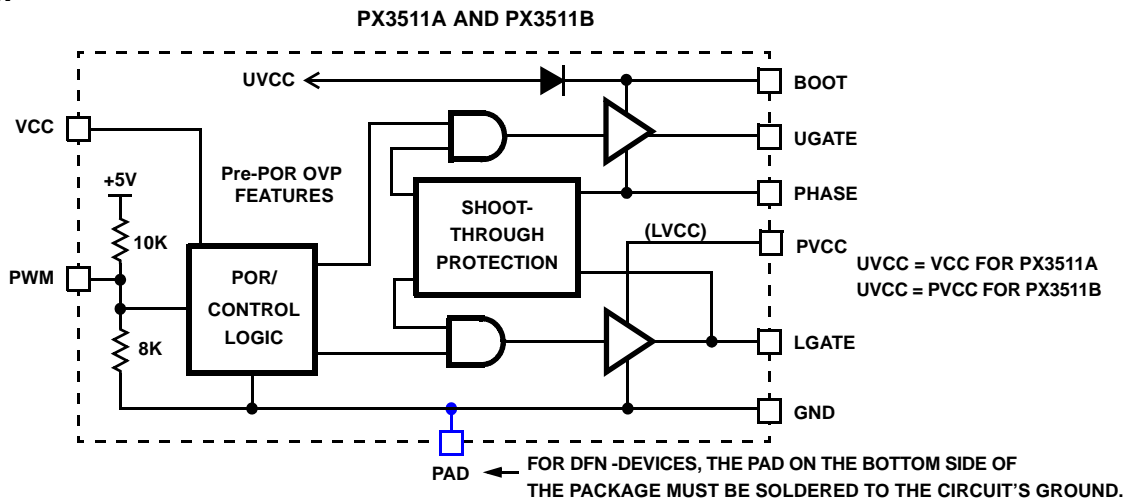 PX3511A AND PX3511B
UVCC
BOOT
VCC
UGATE
+5V
Pre-POR OVP
FEATURES
PHASE
SHOOT-
THROUGH
PROTECTION
(LVCC)
PVCC
10K
UVCC = VCC FOR PX3511A
UVCC = PVCC FOR PX3511B
PWM
POR/
CONTROL
LOGIC
8K
LGATE
GND
PAD
FOR DFN -DEVICES, THE PAD ON THE BOTTOM SIDE OF
THE PACKAGE MUST BE SOLDERED TO THE CIRCUIT'S GROUND.